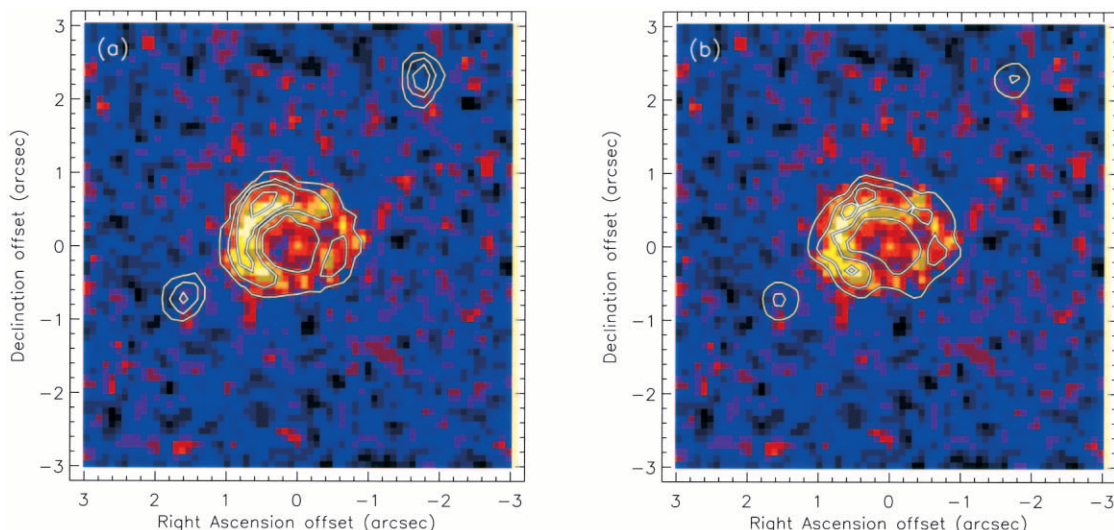 (a)
3
2
1
0
-1
-2
-3
Declination offset (arcsec)
3 2 1 0 -1 -2 -3
Right Ascension offset (arcsec)
(b)
3
2
1
0
-1
-2
-3
Declination offset (arcsec)
3 2 1 0 -1 -2 -3
Right Ascension offset (arcsec)